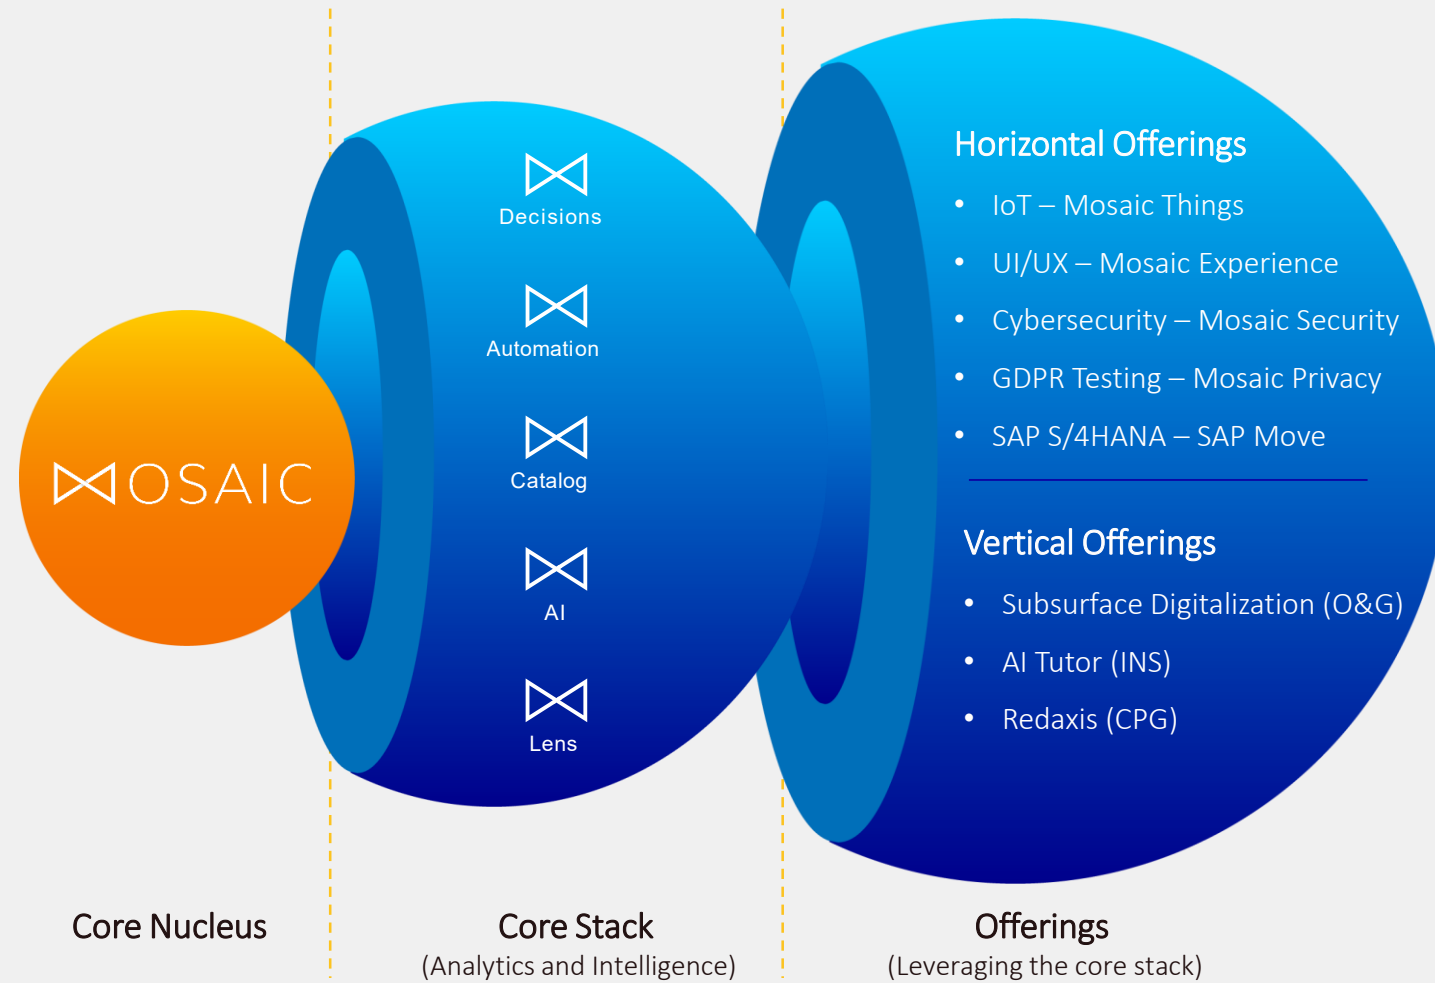 MOSAIC
Decisions
Automation
Catalog
AI
Lens
Horizontal Offerings
• IoT – Mosaic Things
• UI/UX – Mosaic Experience
• Cybersecurity – Mosaic Security
• GDPR Testing – Mosaic Privacy
• SAP S/4HANA – SAP Move
Vertical Offerings
• Subsurface Digitalization (O&G)
• AI Tutor (INS)
• Redaxis (CPG)
Core Nucleus
Core Stack
(Analytics and Intelligence)
Offerings
(Leveraging the core stack)